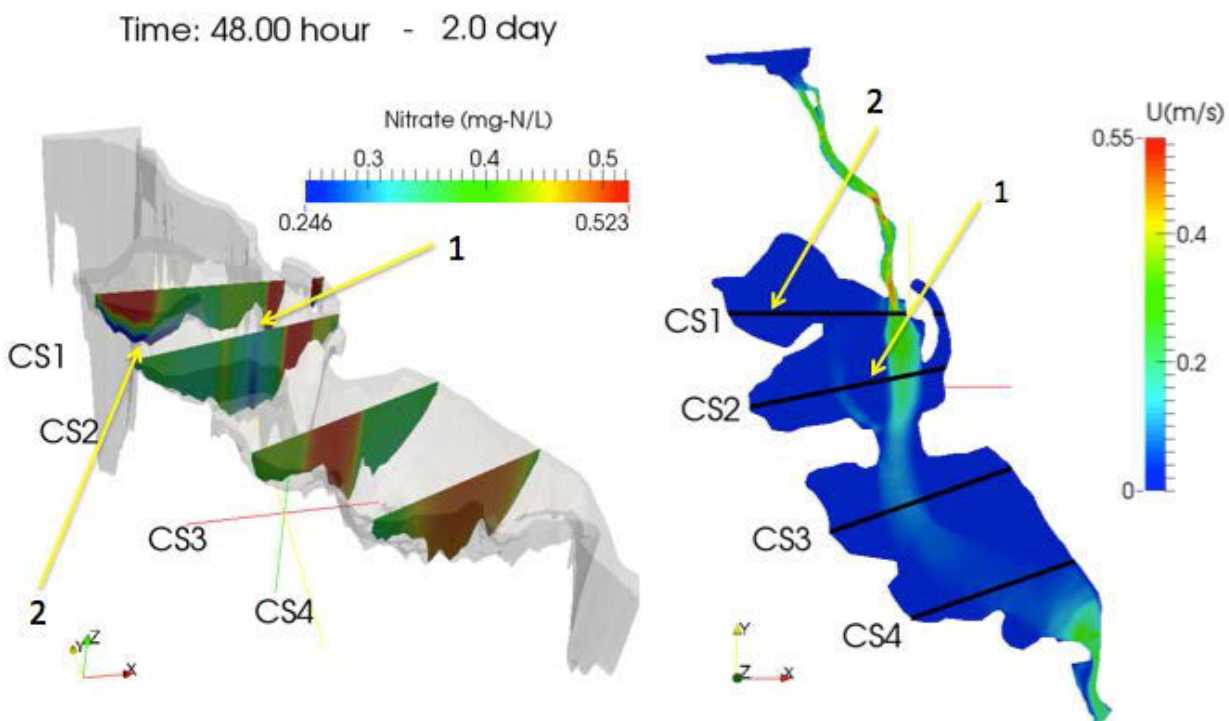 Time: 48.00 hour - 2.0 day
Nitrate (mg-N/L)
0.3 0.4 0.5
0.246 0.523
1
CS1
CS2
CS3
CS4
2
Y Z X
2
1
U(m/s)
0.55
0.4
0.2
0
CS1
CS2
CS3
CS4
Y
Z X